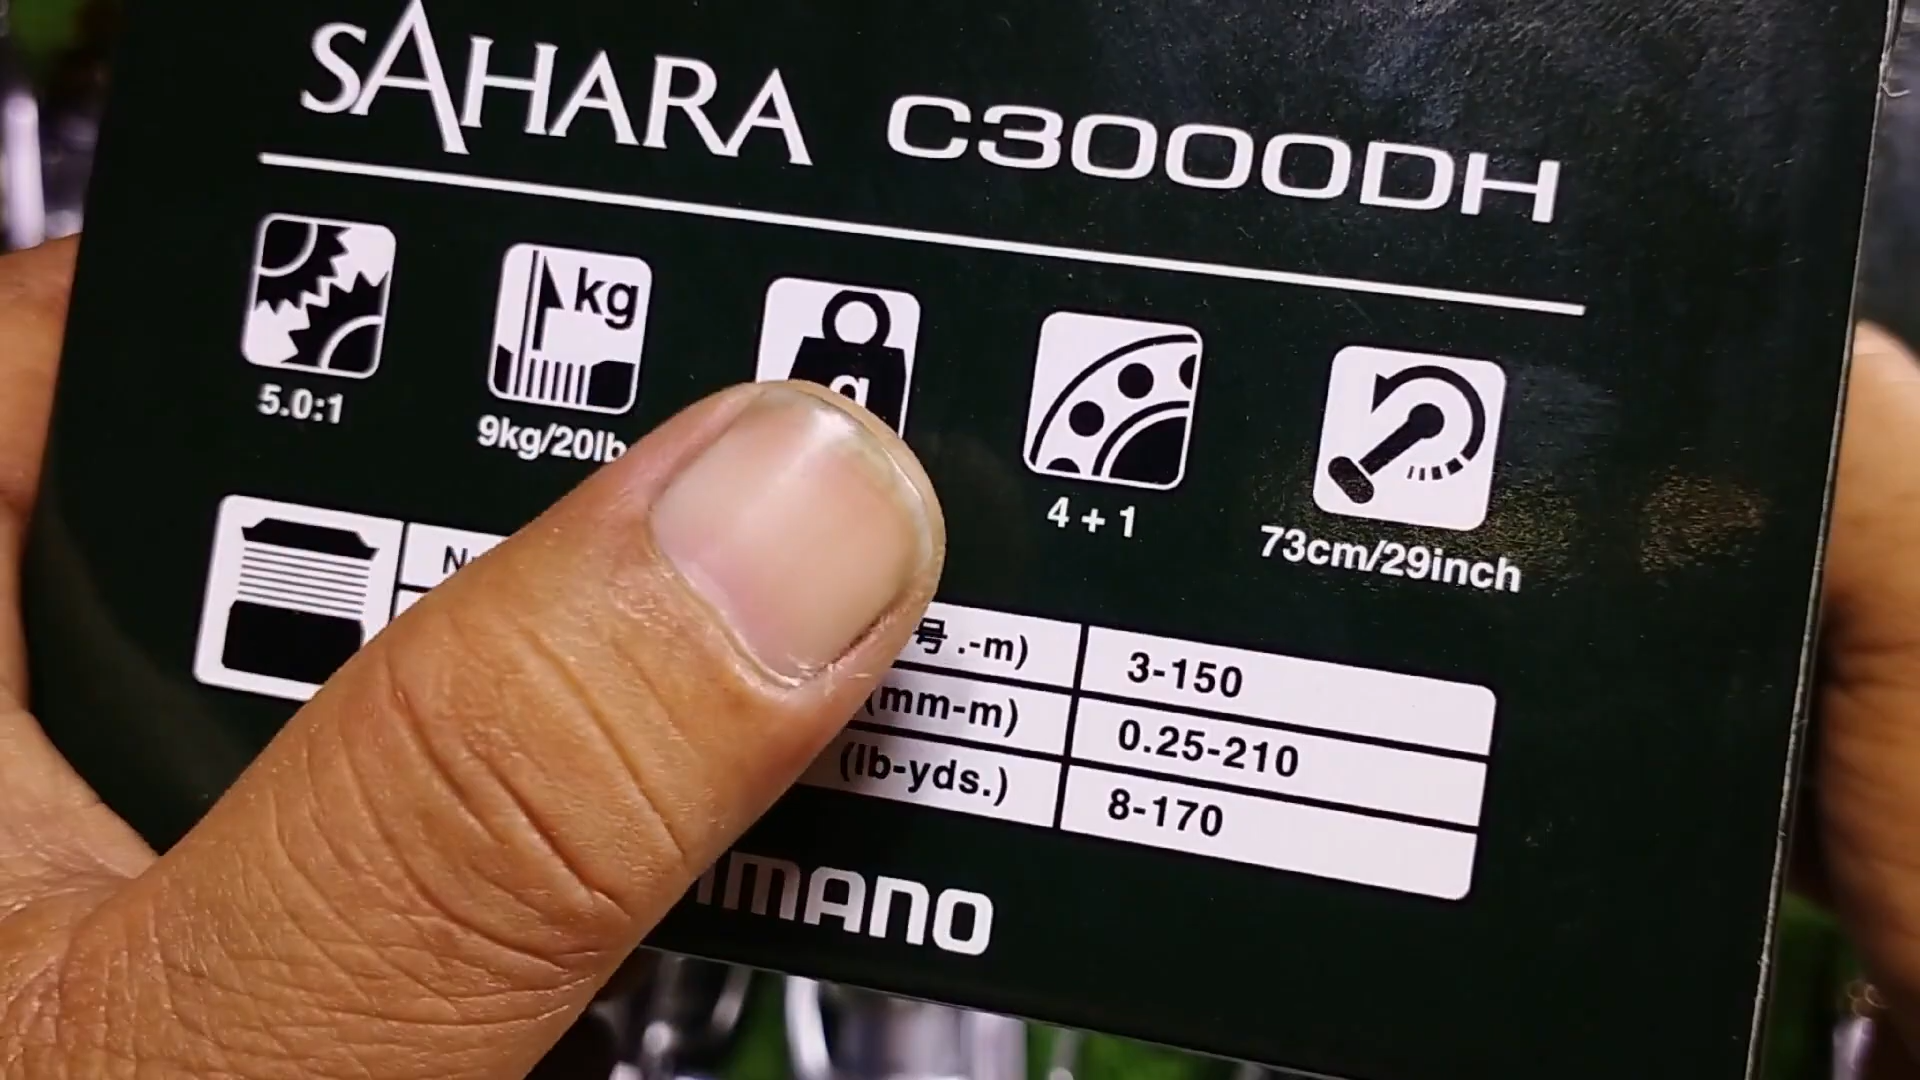 SAHARA C3000DH
kg
g
5.0:1
9kg/20lb
4+1
73cm/29inch
号.-m) 3-150
(mm-m) 0.25-210
(lb-yds.) 8-170
IMANO